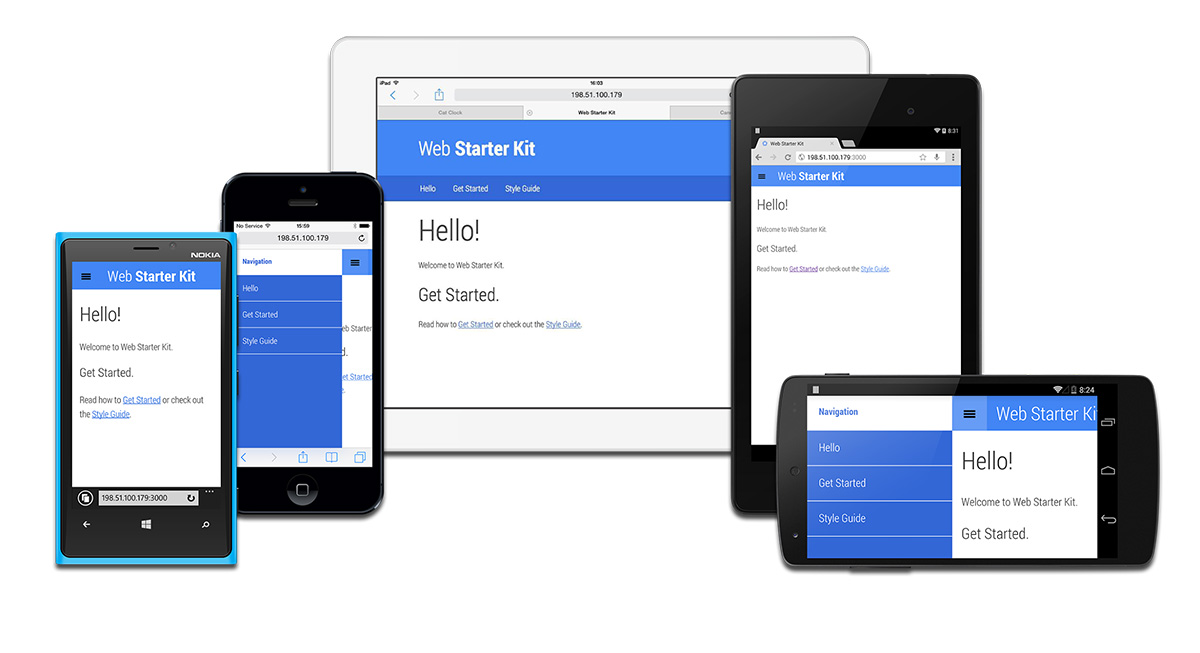 NOKIA
Web Starter Kit
Hello!
Welcome to Web Starter Kit.
Get Started.
Read how to Get Started or check out
the Style Guide.
198.51.100.179:3000
No Service 15:59
198.51.100.179
Navigation
Hello
Get Started
Style Guide
eb Starter
d.
et Started
iPad 16:03
198.51.100.179
Cat Clock Web Starter Kit
Web Starter Kit
Hello Get Started Style Guide
Hello!
Welcome to Web Starter Kit.
Get Started.
Read how to Get Started or check out the Style Guide.
8:31
Web Starter Kit
198.51.100.179:3000
Web Starter Kit
Hello!
Welcome to Web Starter Kit.
Get Started.
Read how to Get Started or check out the Style Guide.
8:24
Navigation
Web Starter Ki
Hello
Get Started
Style Guide
Hello!
Welcome to Web Starter Kit.
Get Started.